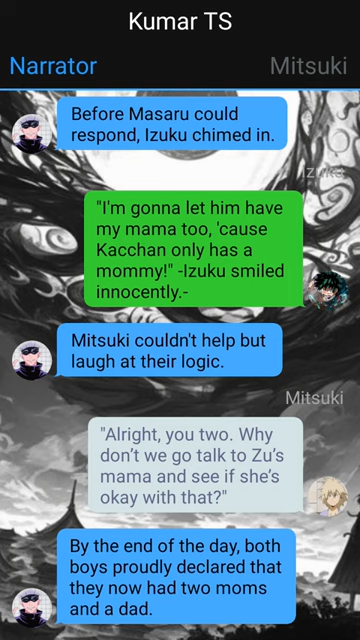 Kumar TS
Narrator
Mitsuki
Before Masaru could
respond, Izuku chimed in.
Izuku
"I'm gonna let him have
my mama too, 'cause
Kacchan only has a
mommy!" -Izuku smiled
innocently.-
Mitsuki couldn't help but
laugh at their logic.
Mitsuki
"Alright, you two. Why
don't we go talk to Zu's
mama and see if she's
okay with that?"
By the end of the day, both
boys proudly declared that
they now had two moms
and a dad.